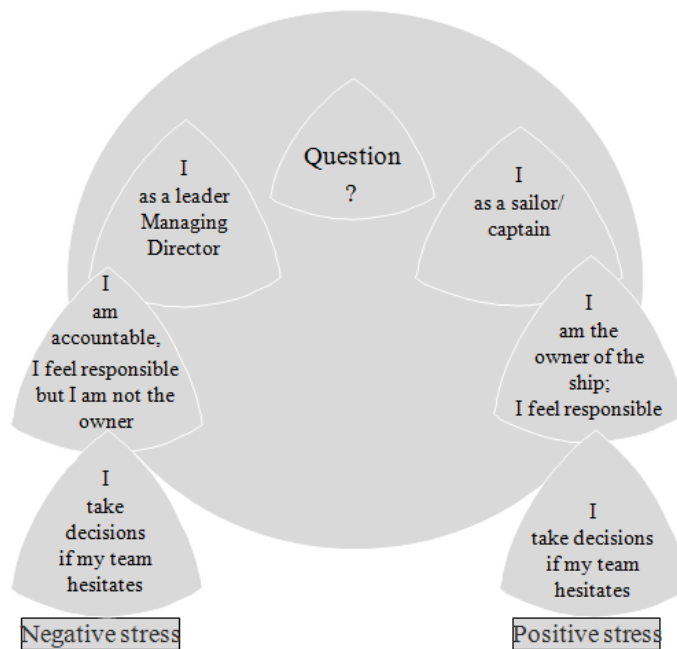 Question
?
I
as a leader
Managing
Director
I
am
accountable,
I feel responsible
but I am not the
owner
I
take
decisions
if my team
hesitates
Negative stress
I
as a sailor/
captain
I
am the
owner of the
ship;
I feel responsible
I
take decisions
if my team
hesitates
Positive stress